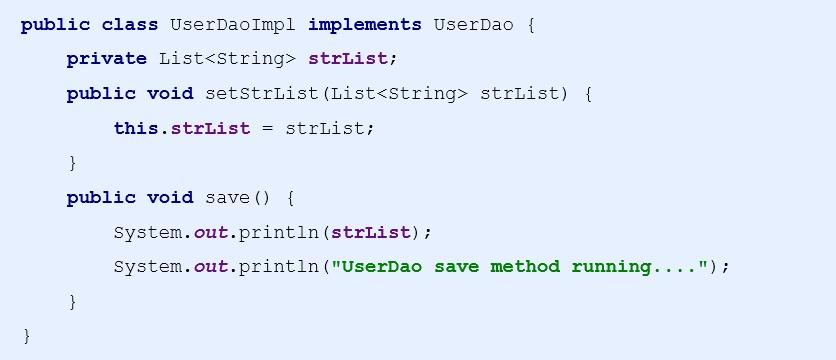 public class UserDaoImpl implements UserDao {
    private List<String> strList;
    public void setStrList(List<String> strList) {
        this.strList = strList;
    }
    public void save() {
        System.out.println(strList);
        System.out.println("UserDao save method running....");
    }
}